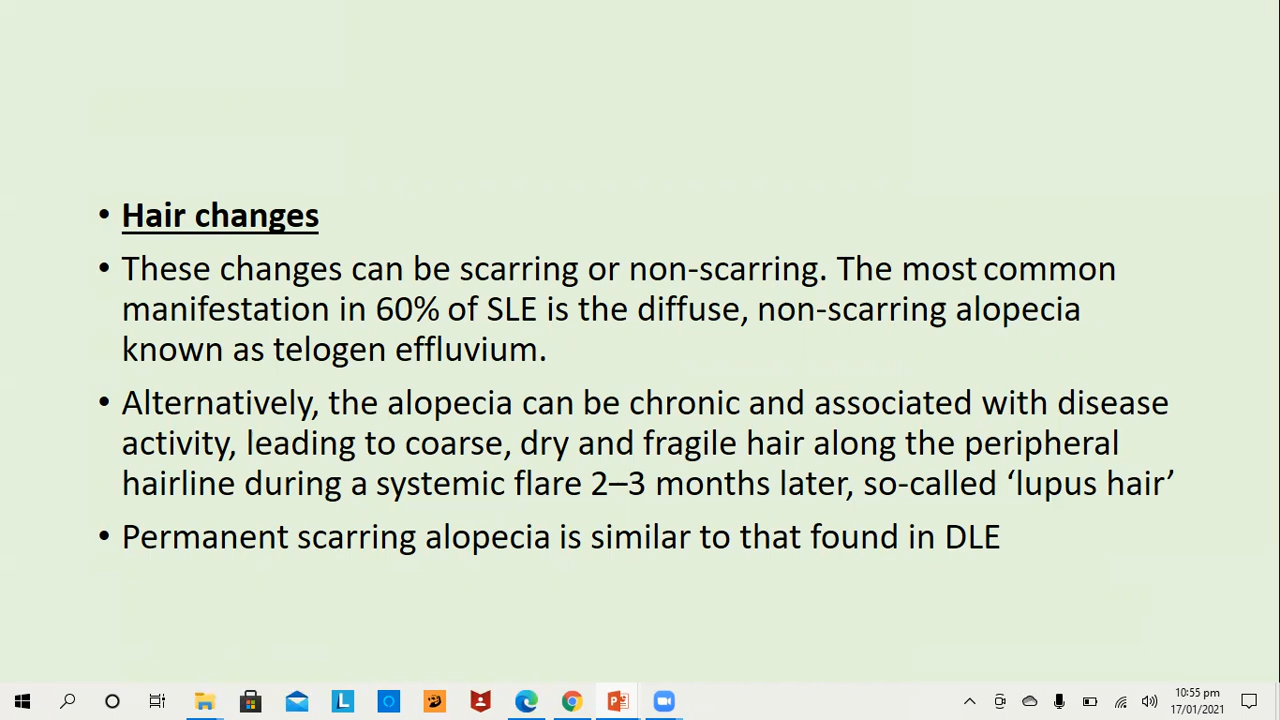 • Hair changes
• These changes can be scarring or non-scarring. The most common
manifestation in 60% of SLE is the diffuse, non-scarring alopecia
known as telogen effluvium.
• Alternatively, the alopecia can be chronic and associated with disease
activity, leading to coarse, dry and fragile hair along the peripheral
hairline during a systemic flare 2–3 months later, so-called ‘lupus hair’
• Permanent scarring alopecia is similar to that found in DLE
L
10:55 pm
17/01/2021